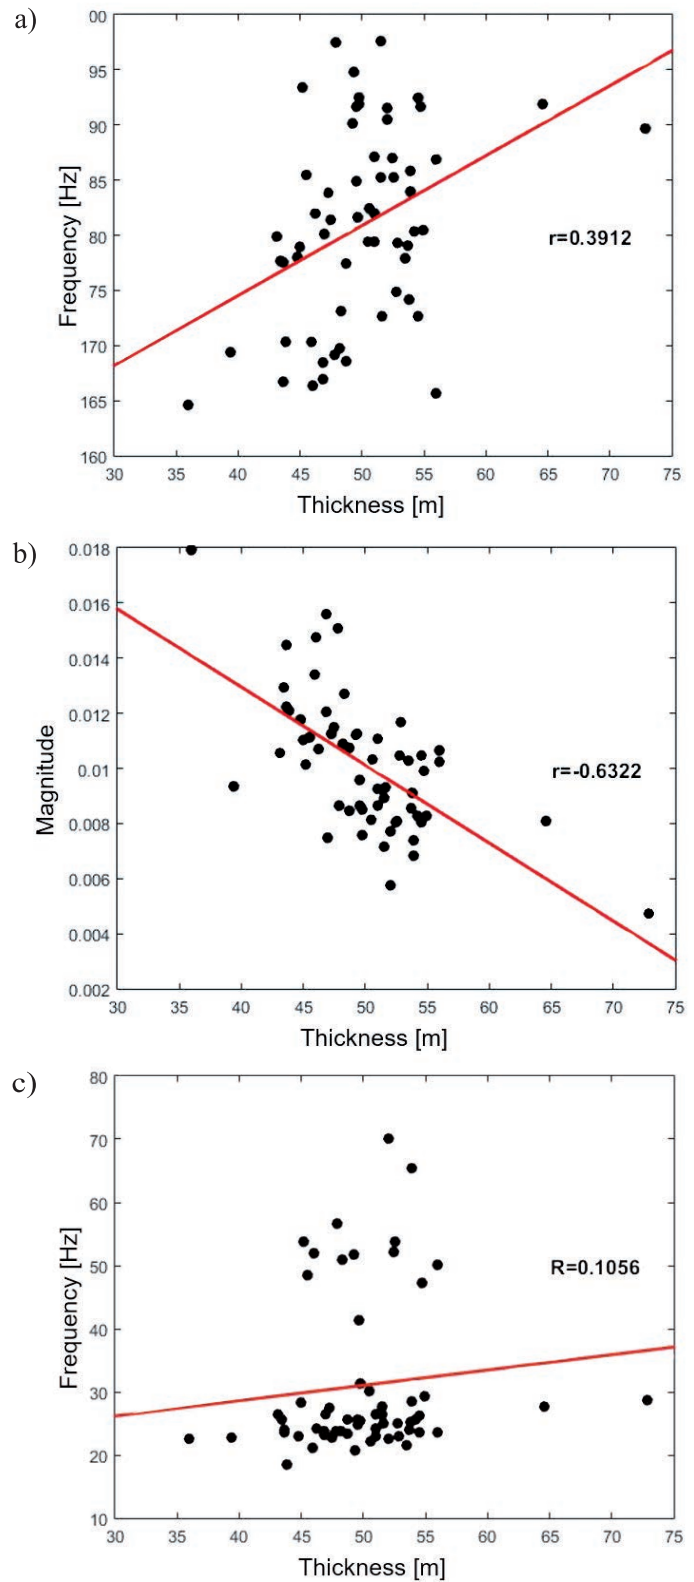 a)
00
95
90
85
80
75
170
165
160
Frequency [Hz]
r=0.3912
30 35 40 45 50 55 60 65 70 75
Thickness [m]
b)
0.018
0.016
0.014
0.012
0.01
0.008
0.006
0.004
0.002
Magnitude
r=-0.6322
30 35 40 45 50 55 60 65 70 75
Thickness [m]
c)
80
70
60
50
40
30
20
10
Frequency [Hz]
R=0.1056
30 35 40 45 50 55 60 65 70 75
Thickness [m]